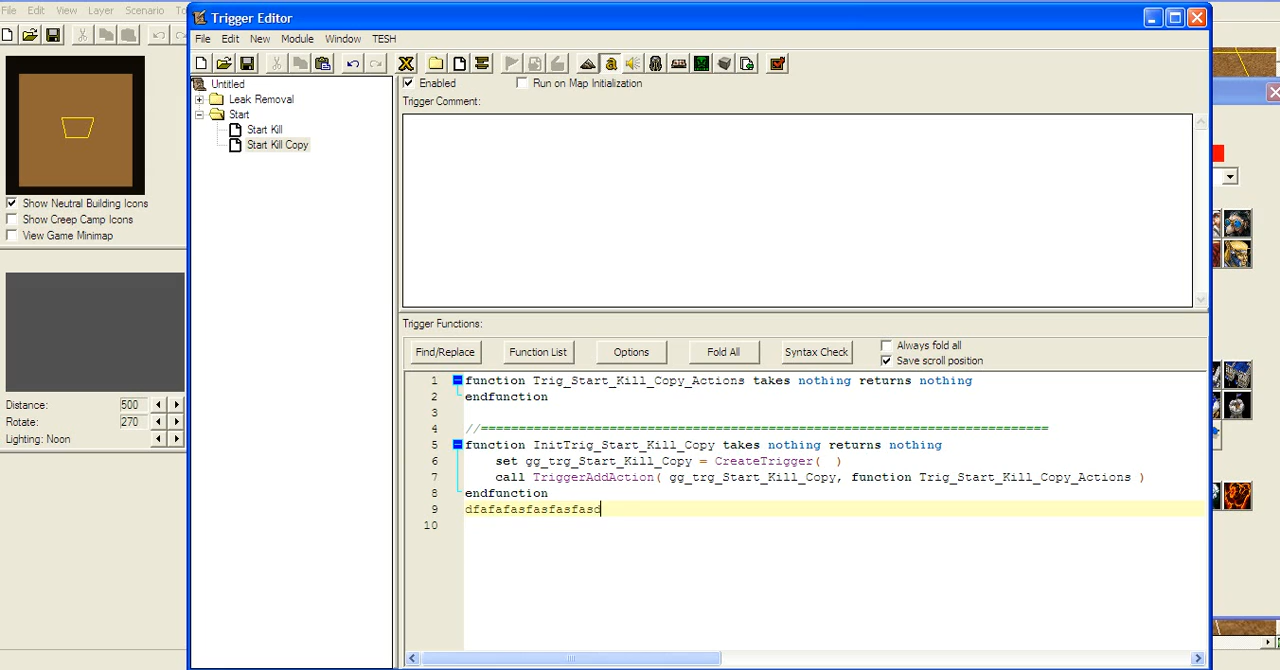 File Edit View Layer Scenario
Trigger Editor
File Edit New Module Window TESH
Untitled
Leak Removal
Start
Start Kill
Start Kill Copy
Enabled
Run on Map Initialization
Trigger Comment:
Show Neutral Building Icons
Show Creep Camp Icons
View Game Minimap
Distance: 500
Rotate: 270
Lighting: Noon
Trigger Functions:
Find/Replace Function List Options Fold All Syntax Check
Always fold all
Save scroll position
1 function Trig_Start_Kill_Copy_Actions takes nothing returns nothing
2 endfunction
3
4 //===========================================================================
5 function InitTrig_Start_Kill_Copy takes nothing returns nothing
6 set gg_trg_Start_Kill_Copy = CreateTrigger( )
7 call TriggerAddAction( gg_trg_Start_Kill_Copy, function Trig_Start_Kill_Copy_Actions )
8 endfunction
9 dfafafasfasfasfasd
10